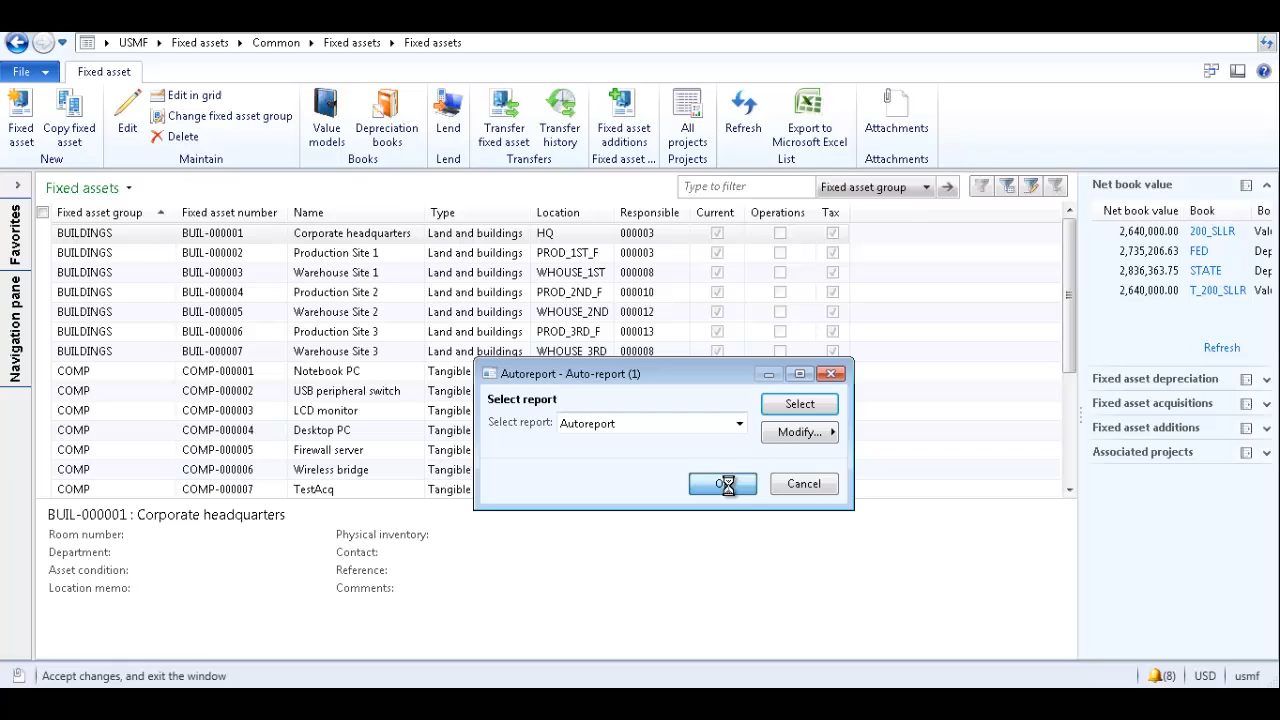 USMF Fixed assets Common Fixed assets Fixed assets
File Fixed asset
Fixed asset
Copy fixed asset
New
Edit
Edit in grid
Change fixed asset group
Delete
Maintain
Value models
Depreciation books
Books
Lend
Lend
Transfer fixed asset
Transfer history
Transfers
Fixed asset additions
Fixed asset ...
All projects
Projects
Refresh
Export to Microsoft Excel
List
Attachments
Attachments
Favorites
Navigation pane
Fixed assets
Type to filter Fixed asset group
Fixed asset group Fixed asset number Name Type Location Responsible Current Operations Tax
BUILDINGS BUIL-000001 Corporate headquarters Land and buildings HQ 000003
BUILDINGS BUIL-000002 Production Site 1 Land and buildings PROD_1ST_F 000003
BUILDINGS BUIL-000003 Warehouse Site 1 Land and buildings WHOUSE_1ST 000008
BUILDINGS BUIL-000004 Production Site 2 Land and buildings PROD_2ND_F 000010
BUILDINGS BUIL-000005 Warehouse Site 2 Land and buildings WHOUSE_2ND 000012
BUILDINGS BUIL-000006 Production Site 3 Land and buildings PROD_3RD_F 000013
BUILDINGS BUIL-000007 Warehouse Site 3 Land and buildings WHOUSE_3RD 000008
COMP COMP-000001 Notebook PC Tangible
COMP COMP-000002 USB peripheral switch Tangible
COMP COMP-000003 LCD monitor Tangible
COMP COMP-000004 Desktop PC Tangible
COMP COMP-000005 Firewall server Tangible
COMP COMP-000006 Wireless bridge Tangible
COMP COMP-000007 TestAcq Tangible
Autoreport - Auto-report (1)
Select report
Select report: Autoreport
Select
Modify...
Cancel
BUIL-000001 : Corporate headquarters
Room number: Physical inventory:
Department: Contact:
Asset condition: Reference:
Location memo: Comments:
Net book value
Net book value Book Bo
2,640,000.00 200_SLLR Valu
2,735,206.63 FED Dep
2,836,363.75 STATE Dep
2,640,000.00 T_200_SLLR Valu
Refresh
Fixed asset depreciation
Fixed asset acquisitions
Fixed asset additions
Associated projects
Accept changes, and exit the window (8) USD usmf